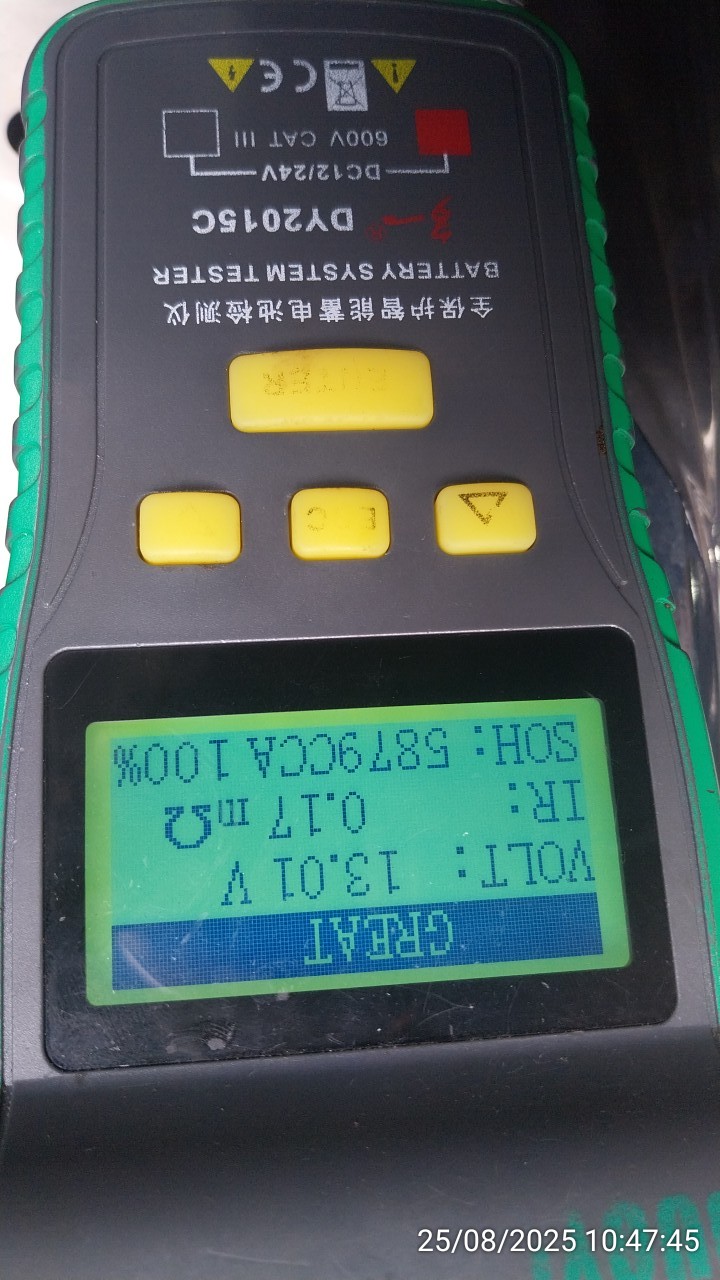 GREAT
VOLT: 13.01 V
IR: 0.17 mΩ
SOH: 5879CCA 100%
全保护智能蓄电池检测仪
BATTERY SYSTEM TESTER
DY2015C
®
DC12/24V
600V CAT III
CE
25/08/2025 10:47:45